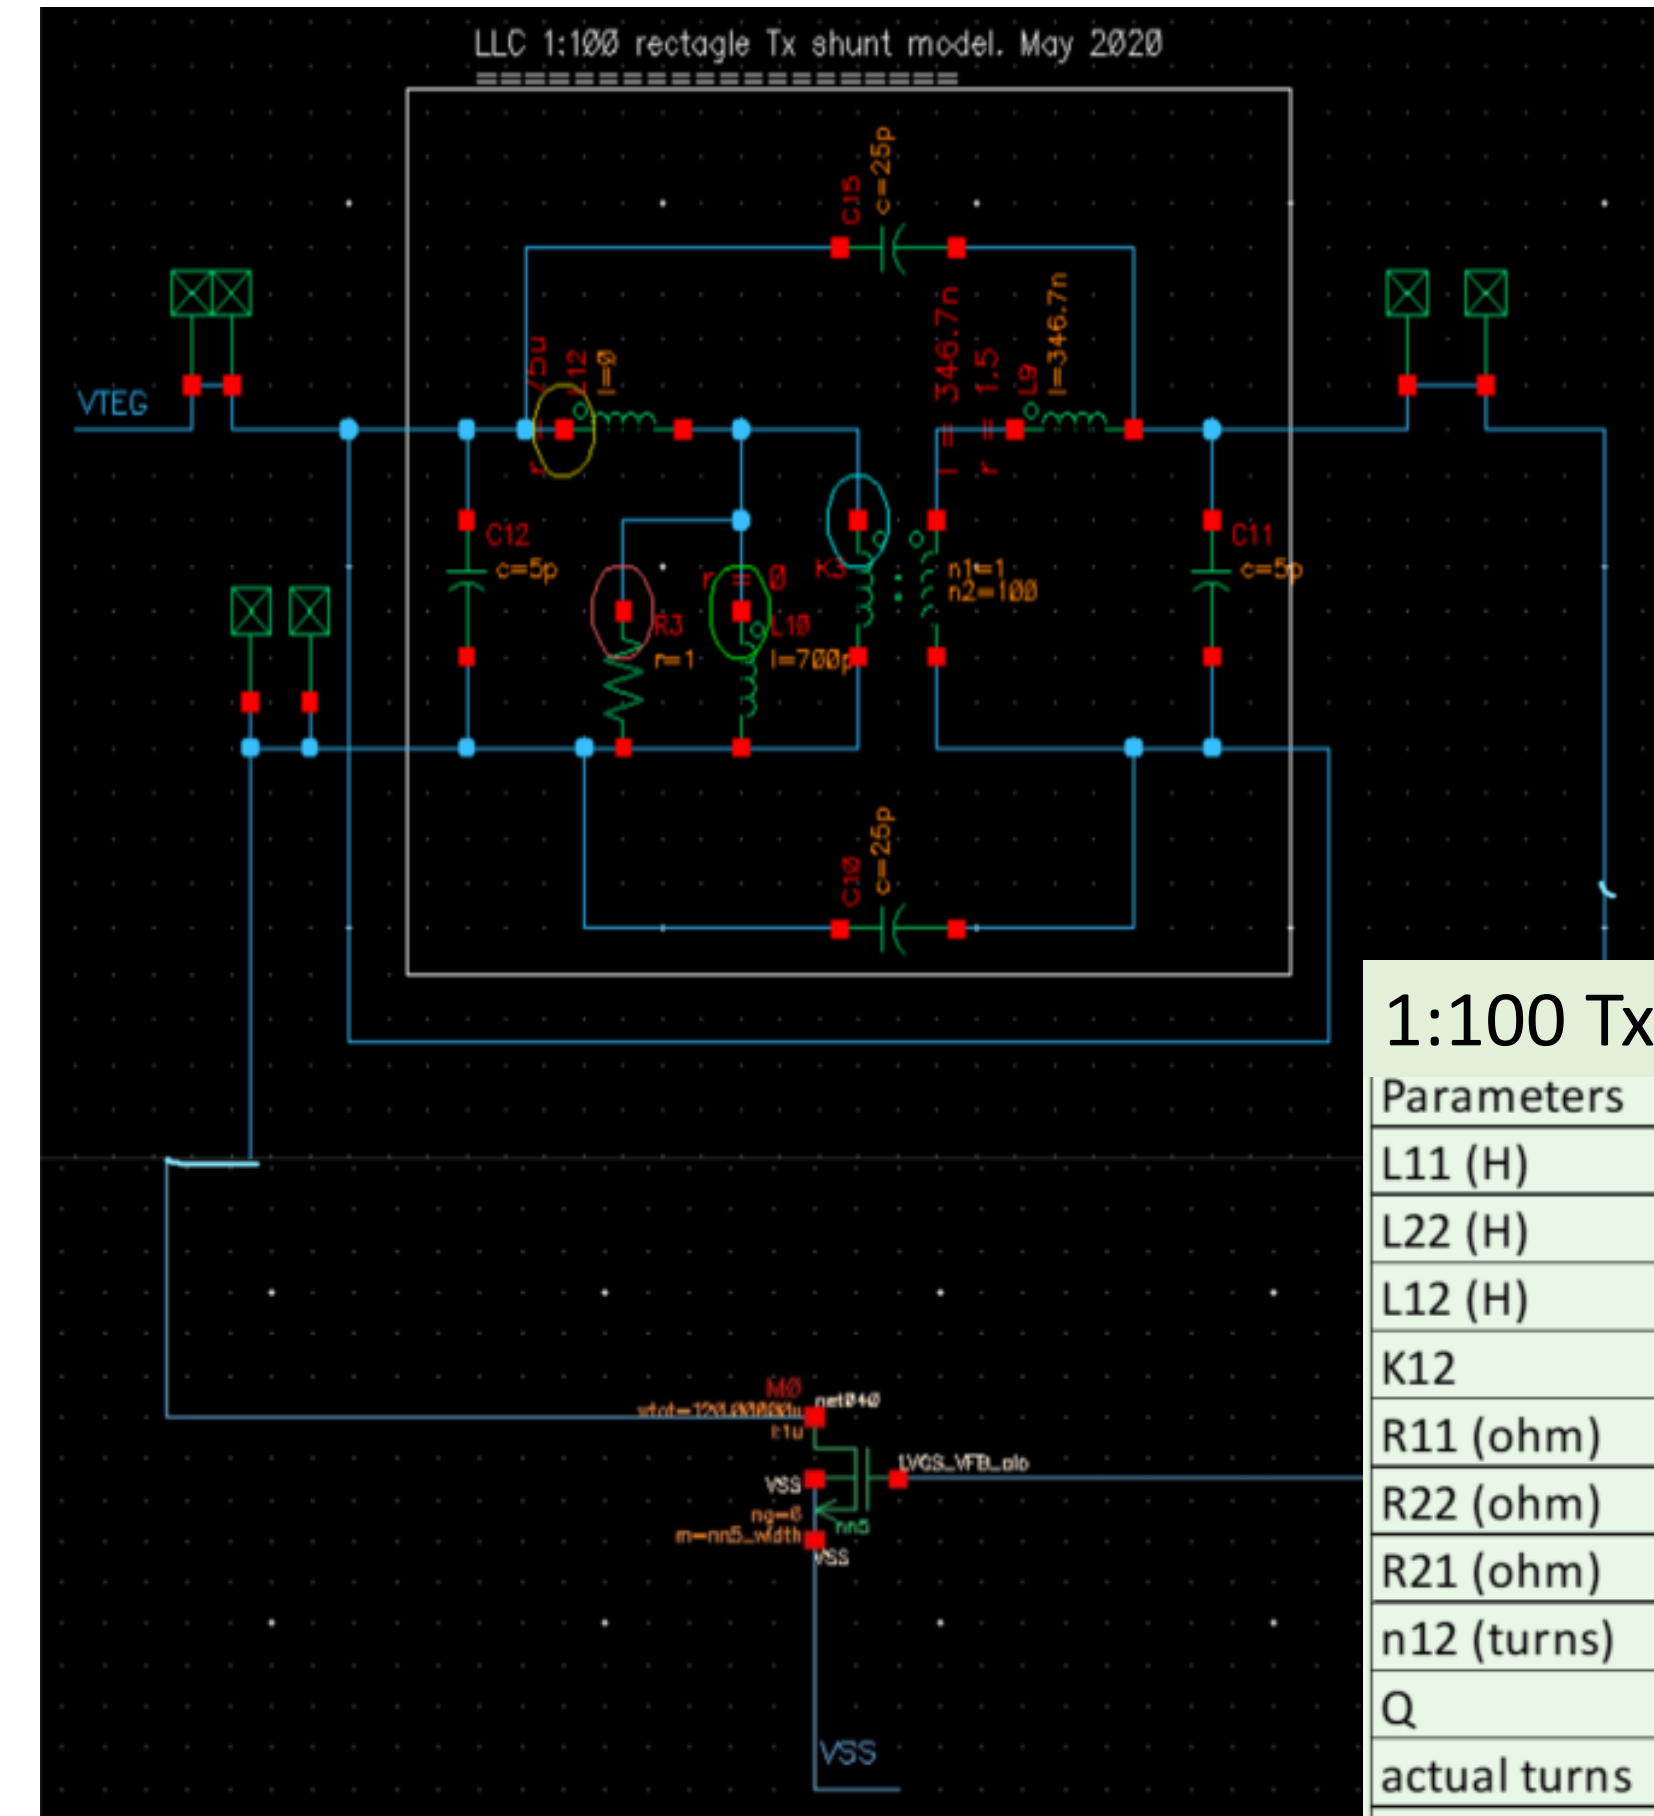 LLC 1:100 rectagle Tx shunt model. May 2020
====================
C15
c=25p
VTEG
L12
l=0
l = 346.7n
r = 1.5
L9
l=346.7n
C12
c=5p
R3
r=1
r = 0
L10
l=700p
K3
n1=1
n2=100
C11
c=5p
C10
c=25p
1:100 Tx
Parameters
L11 (H)
L22 (H)
L12 (H)
K12
R11 (ohm)
R22 (ohm)
R21 (ohm)
n12 (turns)
Q
actual turns
M0
net040
VSS
m=nn5_width
nn5
VSS
VSS